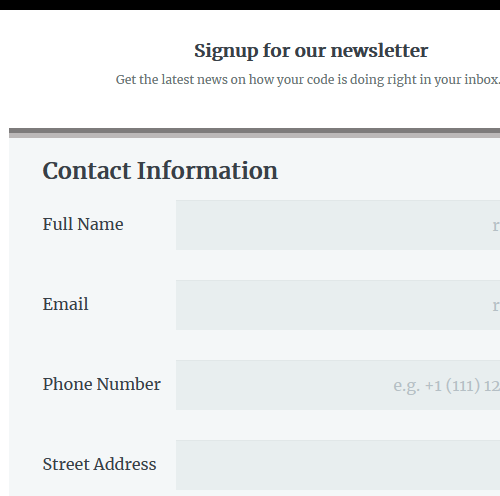 Signup for our newsletter
Get the latest news on how your code is doing right in your inbox.
Contact Information
Full Name
Email
Phone Number
e.g. +1 (111) 12
Street Address